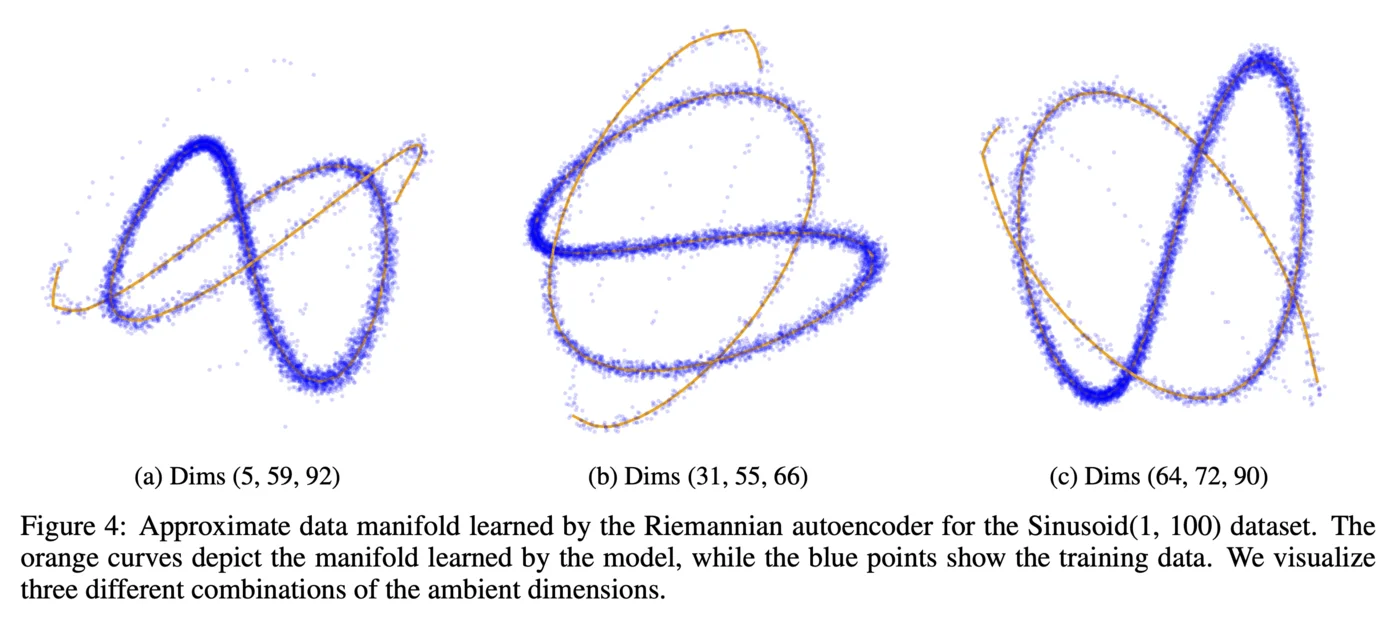 (a) Dims (5, 59, 92)
(b) Dims (31, 55, 66)
(c) Dims (64, 72, 90)
Figure 4: Approximate data manifold learned by the Riemannian autoencoder for the Sinusoid(1, 100) dataset. The
orange curves depict the manifold learned by the model, while the blue points show the training data. We visualize
three different combinations of the ambient dimensions.